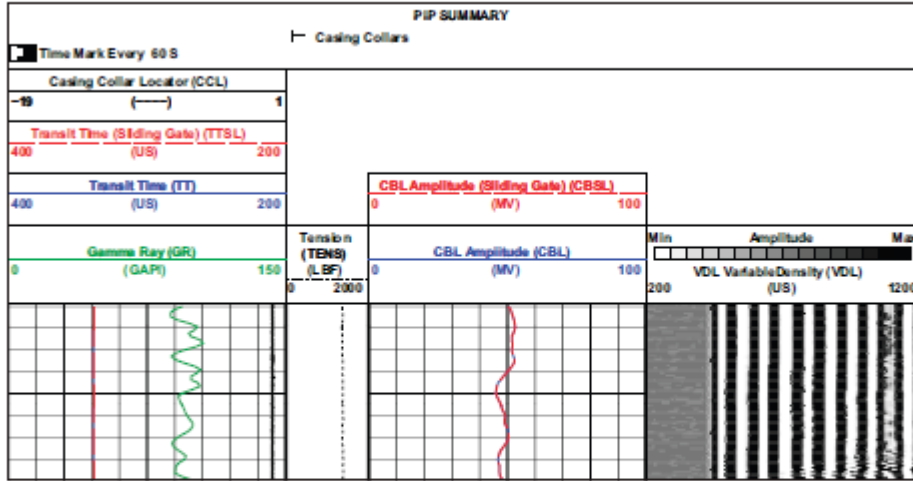 PIP SUMMARY
Casing Collars
Time Mark Every 60 S
Casing Collar Locator (CCL)
-19 (----) 1
Transit Time (Sliding Gate) (TTSL)
400 (US) 200
Transit Time (TT)
400 (US) 200
CBL Amplitude (Sliding Gate) (CBSL)
0 (MV) 100
Gamma Ray (GR)
0 (GAPI) 150
Tension
(TENS)
(LBF)
0 2000
CBL Amplitude (CBL)
0 (MV) 100
Min Amplitude Max
VDL VariableDensity (VDL)
200 (US) 1200